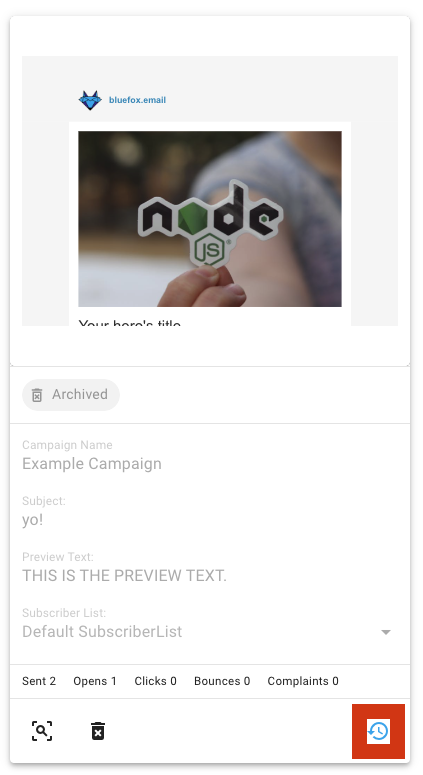 bluefox.email
node
JS®
Your hero's title
Archived
Campaign Name
Example Campaign
Subject:
yo!
Preview Text:
THIS IS THE PREVIEW TEXT.
Subscriber List:
Default SubscriberList
Sent 2 Opens 1 Clicks 0 Bounces 0 Complaints 0